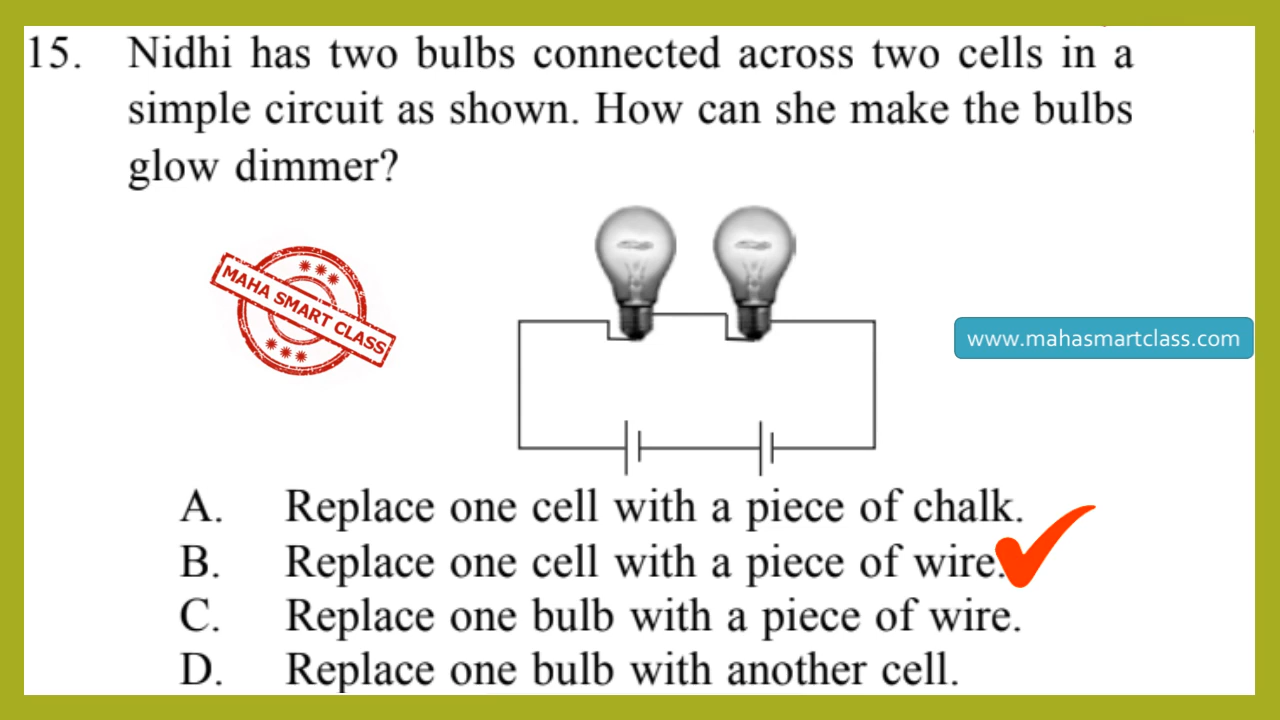 15. Nidhi has two bulbs connected across two cells in a
simple circuit as shown. How can she make the bulbs
glow dimmer?
MAHA SMART CLASS
www.mahasmartclass.com
A. Replace one cell with a piece of chalk.
B. Replace one cell with a piece of wire.
C. Replace one bulb with a piece of wire.
D. Replace one bulb with another cell.